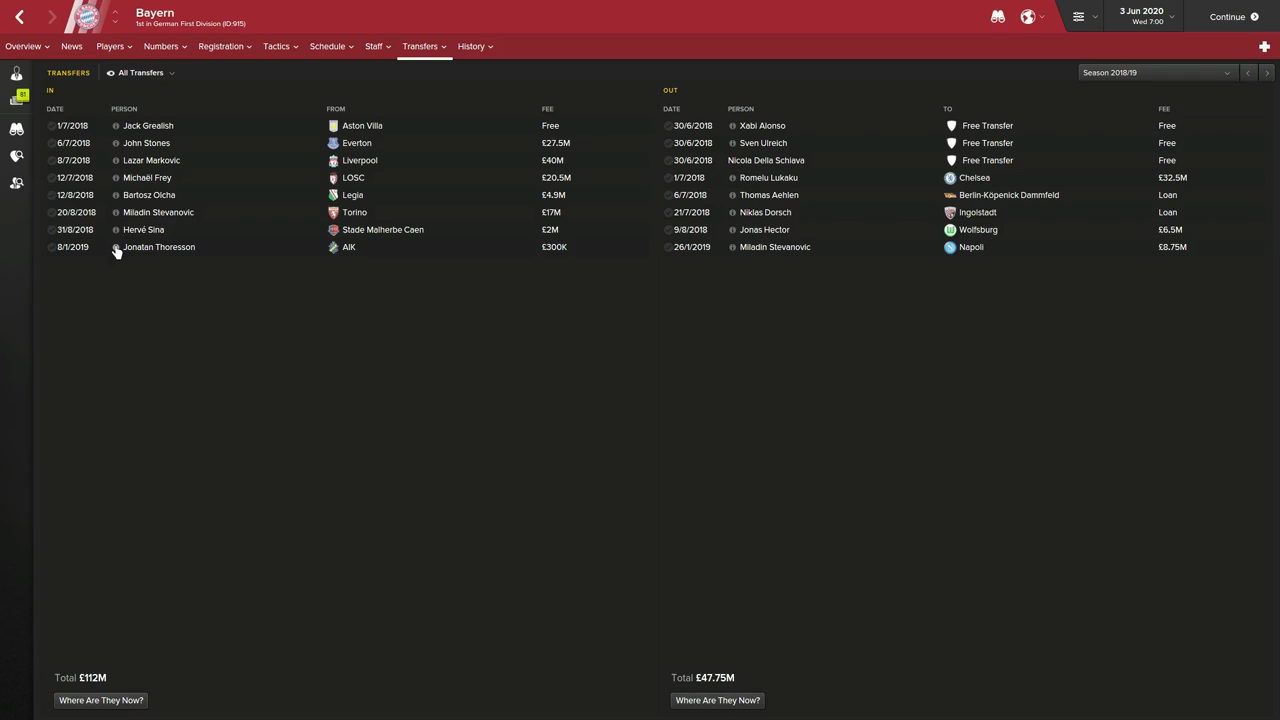 Bayern
1st in German First Division (ID:915)
3 Jun 2020
Wed 7:00
Continue
Overview News Players Numbers Registration Tactics Schedule Staff Transfers History
81
TRANSFERS All Transfers Season 2018/19
IN
DATE PERSON FROM FEE
1/7/2018 Jack Grealish Aston Villa Free
6/7/2018 John Stones Everton £27.5M
8/7/2018 Lazar Markovic Liverpool £40M
12/7/2018 Michaël Frey LOSC £20.5M
12/8/2018 Bartosz Olcha Legia £4.9M
20/8/2018 Miladin Stevanovic Torino £17M
31/8/2018 Hervé Sina Stade Malherbe Caen £2M
8/1/2019 Jonatan Thoresson AIK £300K
Total £112M
Where Are They Now?
OUT
DATE PERSON TO FEE
30/6/2018 Xabi Alonso Free Transfer Free
30/6/2018 Sven Ulreich Free Transfer Free
30/6/2018 Nicola Della Schiava Free Transfer Free
1/7/2018 Romelu Lukaku Chelsea £32.5M
6/7/2018 Thomas Aehlen Berlin-Köpenick Dammfeld Loan
21/7/2018 Niklas Dorsch Ingolstadt Loan
9/8/2018 Jonas Hector Wolfsburg £6.5M
26/1/2019 Miladin Stevanovic Napoli £8.75M
Total £47.75M
Where Are They Now?